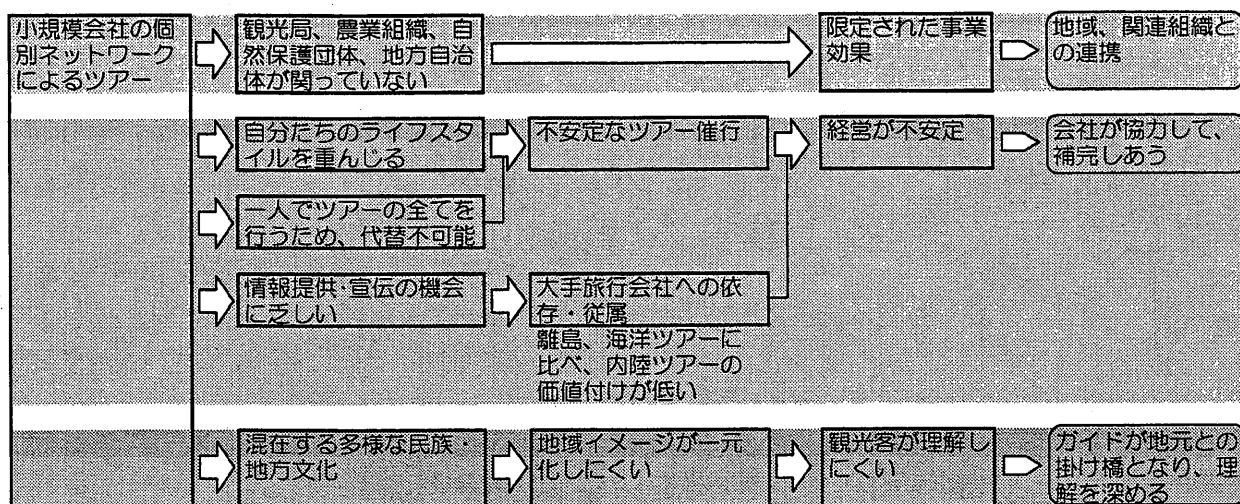 小規模会社の個
別ネットワーク
によるツアー
観光局、農業組織、自
然保護団体、地方自治
体が関っていない
限定された事業
効果
地域、関連組織と
の連携
自分たちのライフスタ
イルを重んじる
不安定なツアー催行
経営が不安定
会社が協力して、
補完しあう
一人でツアーの全てを
行うため、代替不可能
情報提供・宣伝の機会
に乏しい
大手旅行会社への依
存・従属
離島、海洋ツアーに
比べ、内陸ツアーの
価値付けが低い
混在する多様な民族・
地方文化
地域イメージが一元
化しにくい
観光客が理解し
にくい
ガイドが地元との
掛け橋となり、理
解を深める